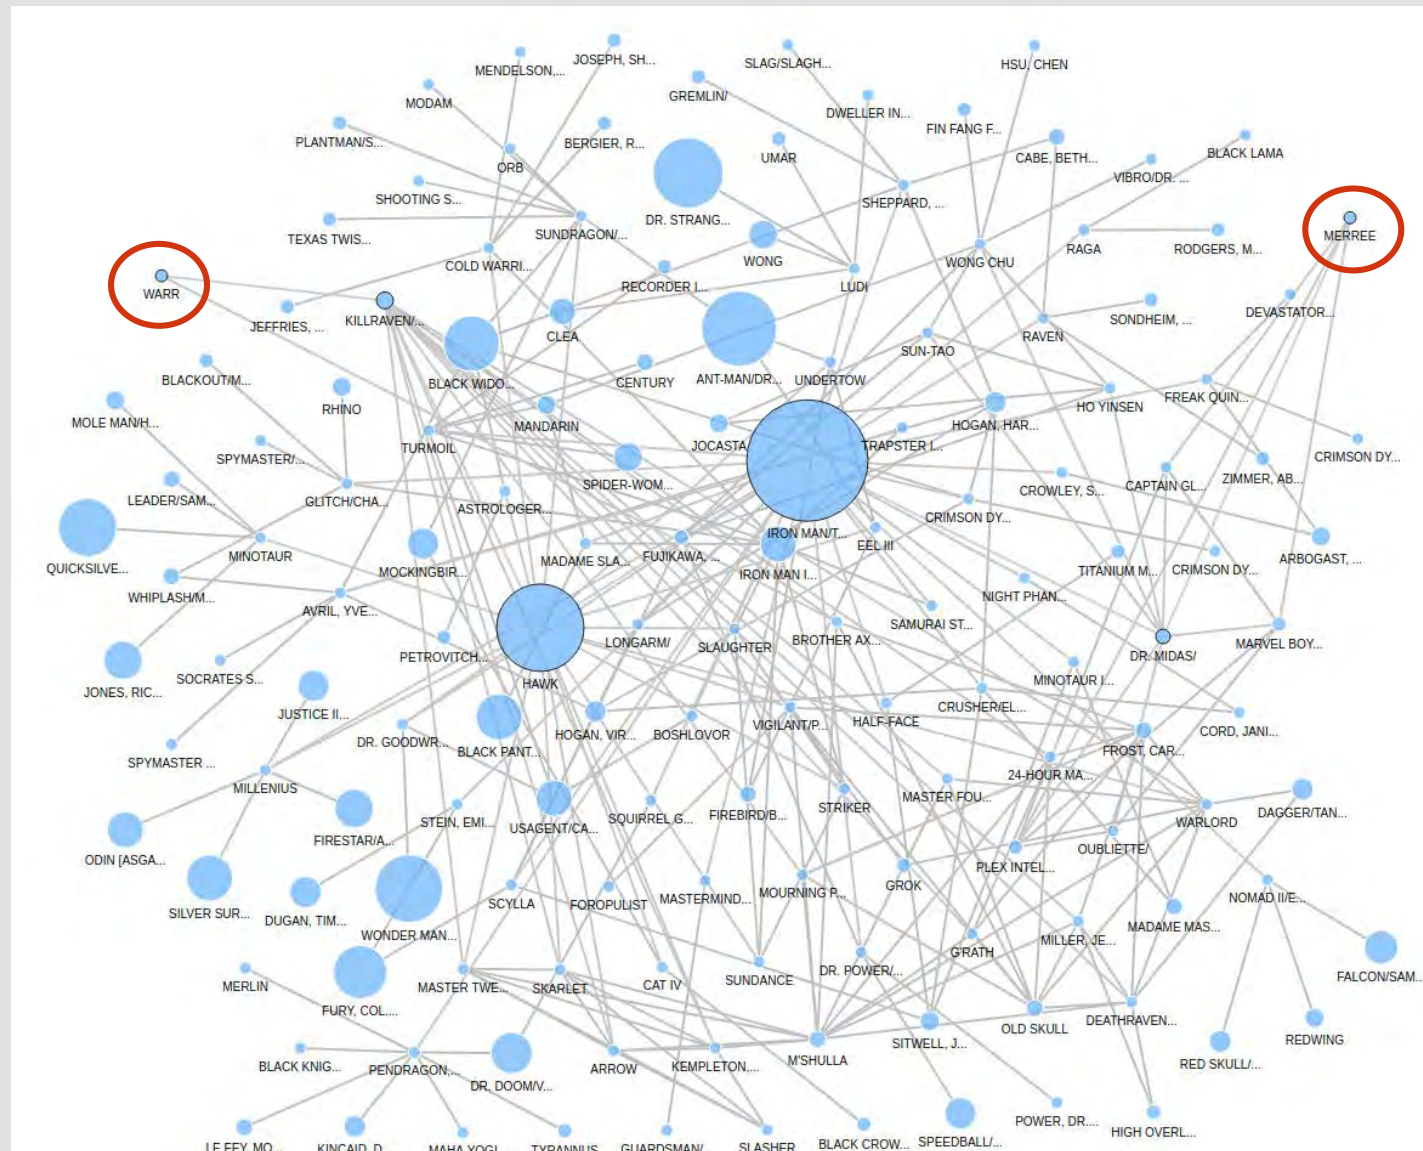 JOSEPH, SH...
MENDELSON,...
SLAG/SLAGH...
HSU, CHEN
MODAM
GREMLIN/
DWELLER IN...
FIN FANG F...
PLANTMAN/S...
BERGIER, R...
UMAR
CABE, BETH...
BLACK LAMA
ORB
VIBRO/DR. ...
SHOOTING S...
DR. STRANG...
SHEPPARD, ...
TEXAS TWIS...
SUNDRAGON/...
WONG
WONG CHU
RAGA
RODGERS, M...
MERREE
COLD WARRI...
RECORDER I...
LUDI
WARR
JEFFRIES, ...
KILLRAVEN/...
CLEA
SUN-TAO
RAVEN
SONDHEIM, ...
DEVASTATOR...
BLACKOUT/M...
BLACK WIDO...
CENTURY
ANT-MAN/DR...
UNDERTOW
HO YINSEN
FREAK QUIN...
MOLE MAN/H...
RHINO
MANDARIN
JOCASTA
TRAPSTER I...
HOGAN, HAR...
SPYMASTER/...
TURMOIL
SPIDER-WOM...
CRIMSON DY...
LEADER/SAM...
GLITCH/CHA...
ASTROLOGER...
CROWLEY, S...
CAPTAIN GL...
ZIMMER, AB...
CRIMSON DY...
IRON MAN/T...
EEL III
QUICKSILVE...
MINOTAUR
MOCKINGBIR...
MADAME SLA...
FUJIKAWA, ...
IRON MAN I...
TITANIUM M...
CRIMSON DY...
ARBOGAST, ...
WHIPLASH/M...
AVRIL, YVE...
NIGHT PHAN...
PETROVITCH...
LONGARM/
SLAUGHTER
BROTHER AX...
SAMURAI ST...
DR. MIDAS/
MARVEL BOY...
JONES, RIC...
SOCRATES S...
HAWK
MINOTAUR I...
JUSTICE II...
DR. GOODWR...
BLACK PANT...
HOGAN, VIR...
BOSHLOVOR
VIGILANT/P...
HALF-FACE
CRUSHER/EL...
FROST, CAR...
CORD, JANI...
SPYMASTER ...
MILLENIUS
24-HOUR MA...
FIRESTAR/A...
STEIN, EMI...
USAGENT/CA...
SQUIRREL G...
FIREBIRD/B...
STRIKER
MASTER FOU...
WARLORD
DAGGER/TAN...
ODIN [ASGA...
OUBLIETTE/
PLEX INTEL...
SILVER SUR...
DUGAN, TIM...
WONDER MAN...
SCYLLA
FOROPULIST
MASTERMIND...
MOURNING P...
GROK
NOMAD II/E...
MADAME MAS...
MILLER, JE...
G'RATH
MERLIN
FURY, COL....
MASTER TWE...
SKARLET
CAT IV
SUNDANCE
DR. POWER/...
FALCON/SAM...
OLD SKULL
DEATHRAVEN...
SITWELL, J...
REDWING
BLACK KNIG...
PENDRAGON,...
DR. DOOM/V...
ARROW
KEMPLETON,...
M'SHULLA
RED SKULL/...
POWER, DR....
HIGH OVERL...
LE FEY, MO...
KINCAID, D...
MAHA YOGI...
TYRANNUS
GUARDSMAN/...
SLASHER
BLACK CROW...
SPEEDBALL/...